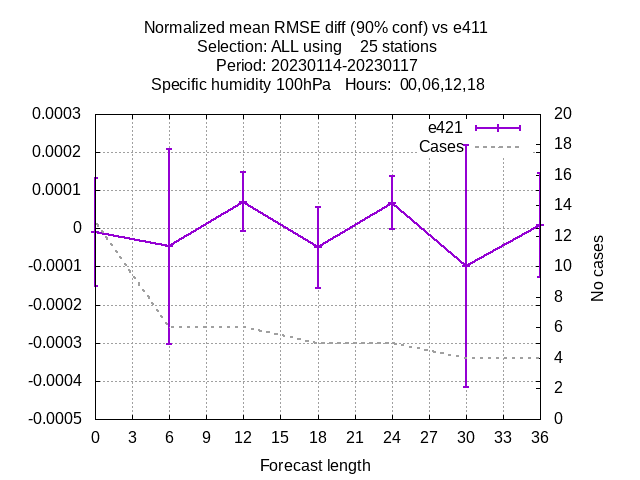 Normalized mean RMSE diff (90% conf) vs e411
Selection: ALL using    25 stations
Period: 20230114-20230117
Specific humidity 100hPa   Hours:  00,06,12,18
0.0003
0.0002
0.0001
0
-0.0001
-0.0002
-0.0003
-0.0004
-0.0005
e421
Cases
20
18
16
14
12
10
8
6
4
2
0
No cases
0 3 6 9 12 15 18 21 24 27 30 33 36
Forecast length